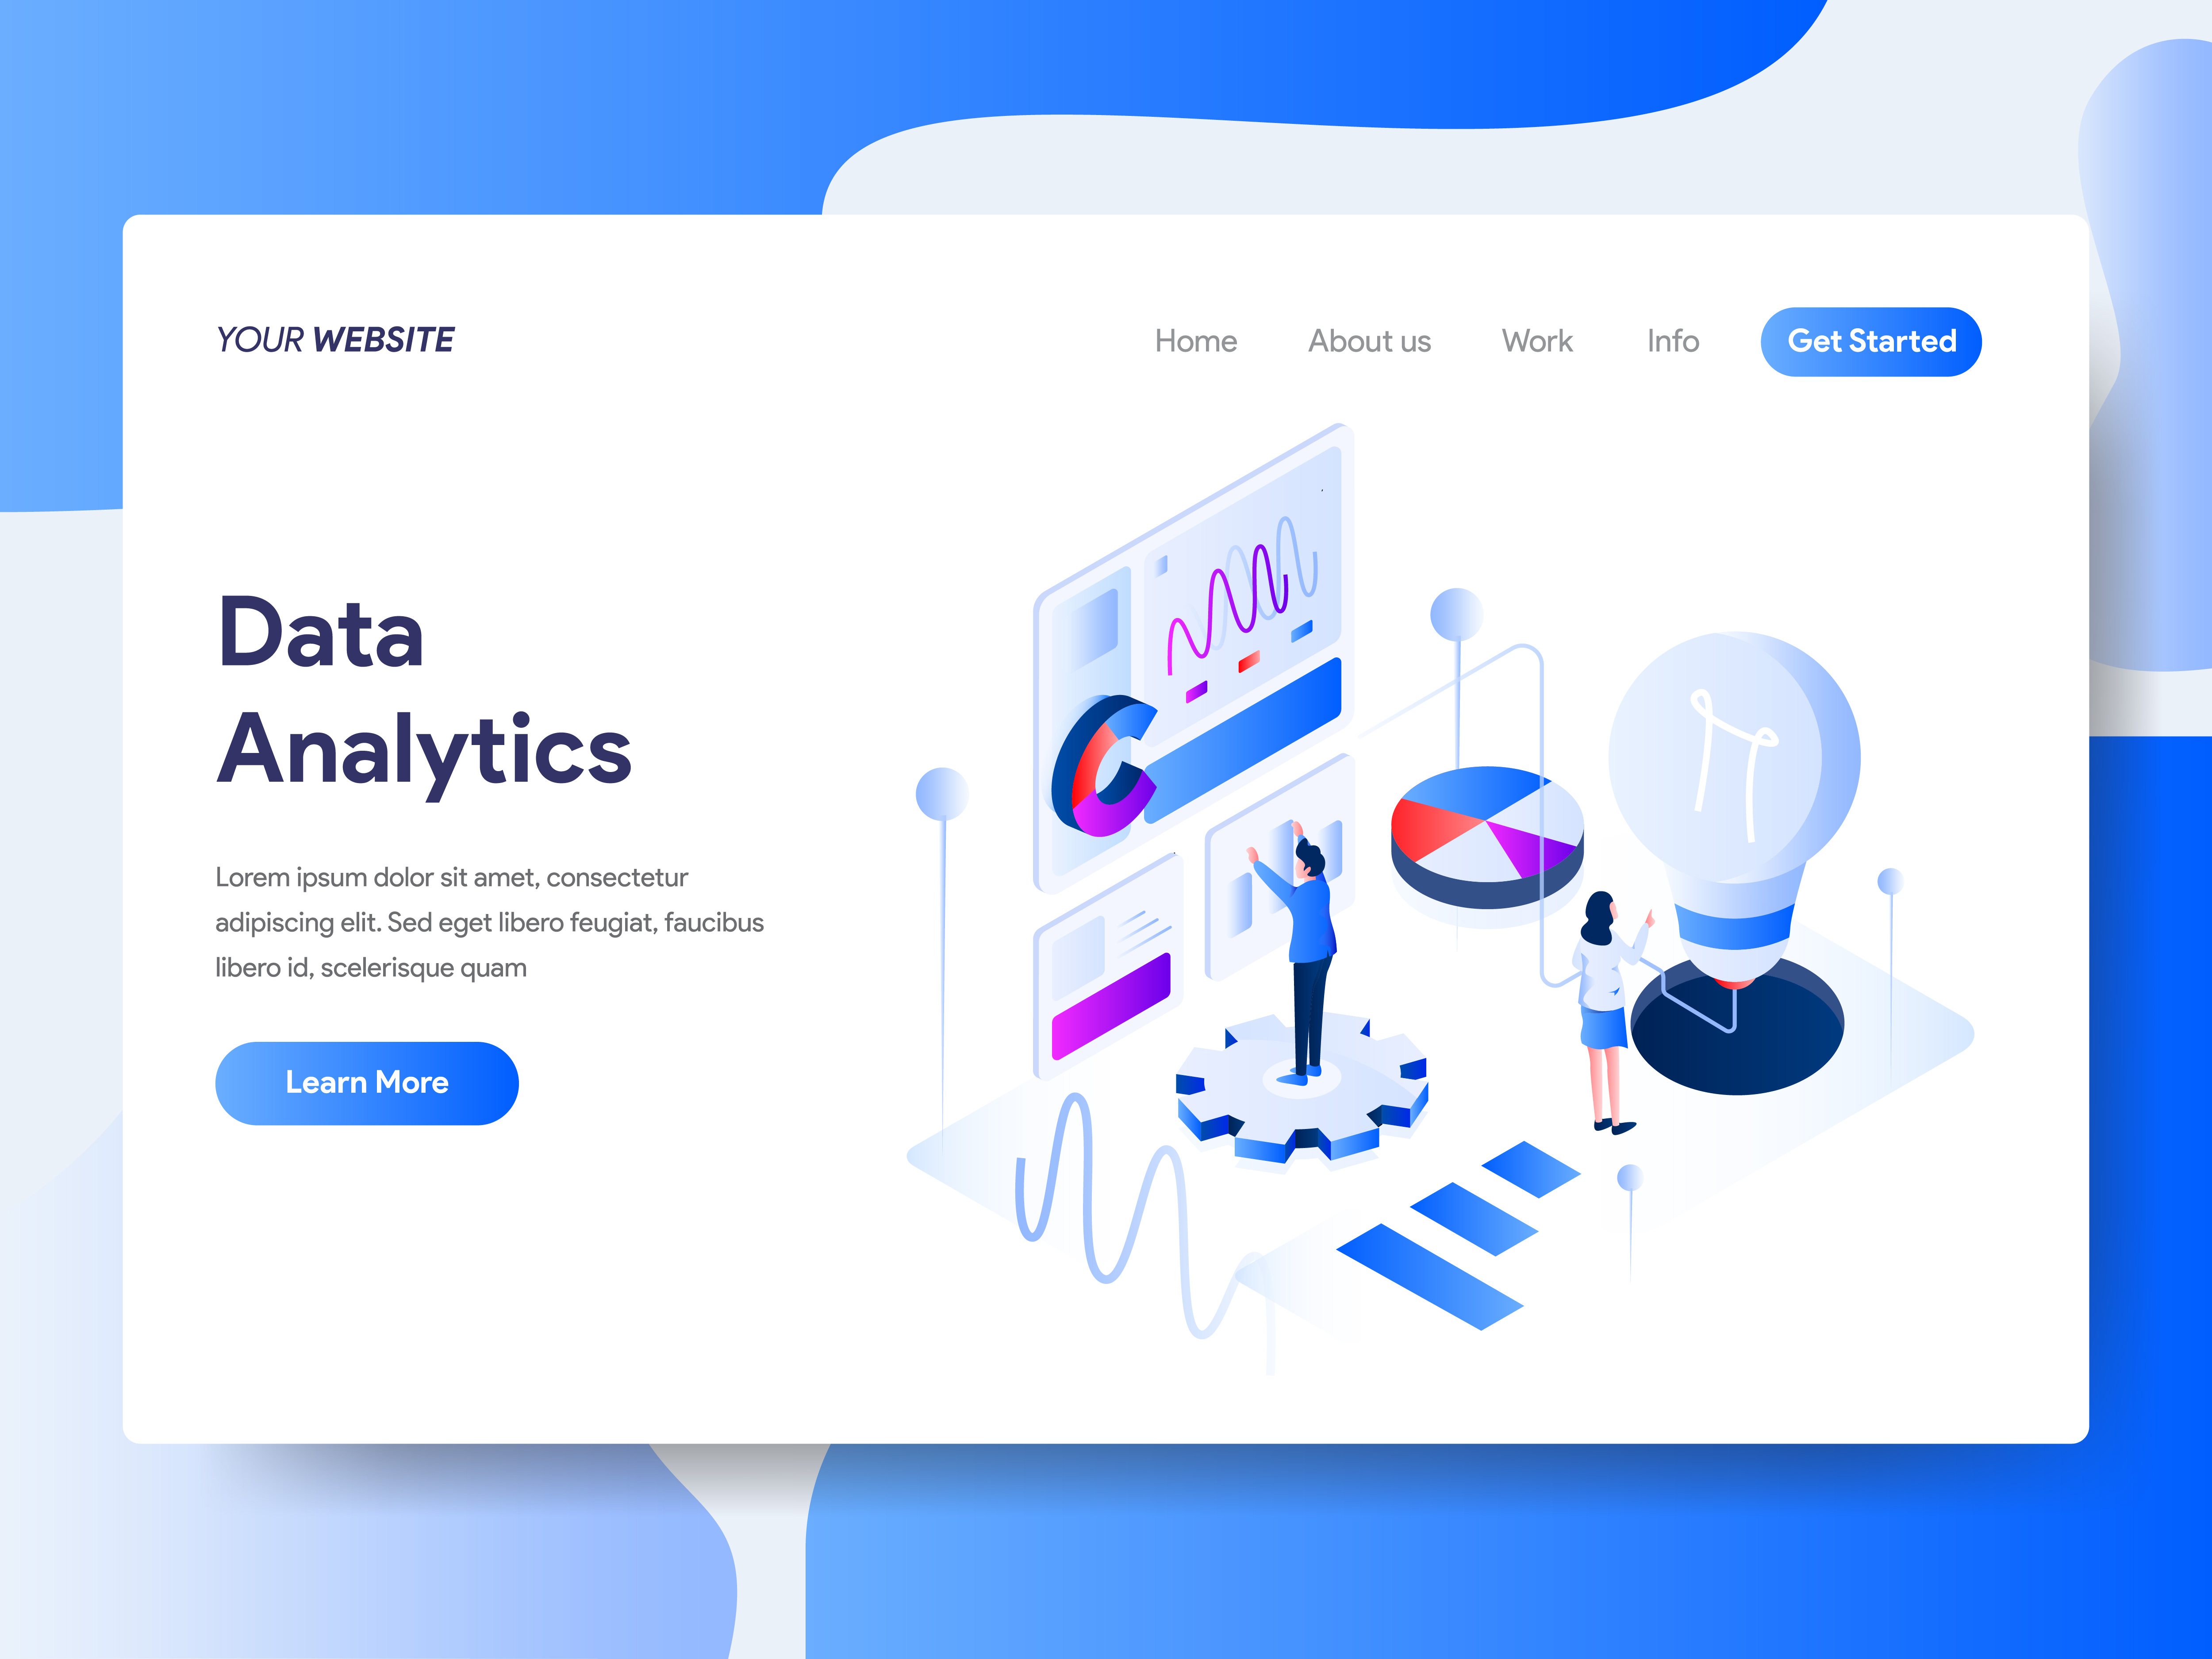 YOUR WEBSITE
Home About us Work Info Get Started
Data
Analytics
Lorem ipsum dolor sit amet, consectetur
adipiscing elit. Sed eget libero feugiat, faucibus
libero id, scelerisque quam
Learn More